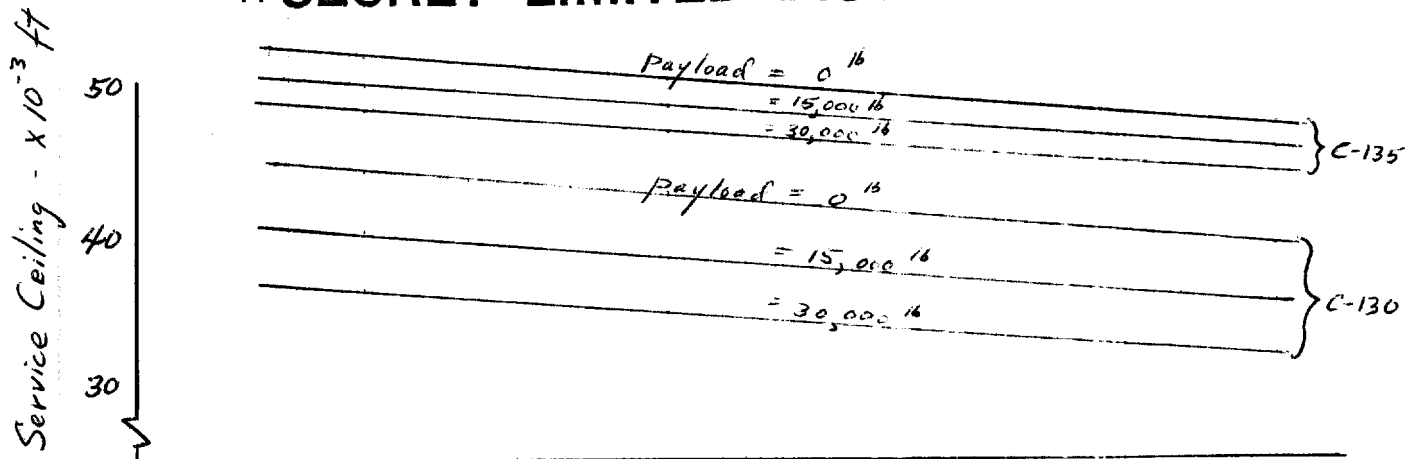 SECRET LIMITED
Service Ceiling - x 10⁻³ ft
50
Payload = 0 lb
= 15,000 lb
= 30,000 lb
C-135
Payload = 0 lb
40
= 15,000 lb
= 30,000 lb
C-130
30